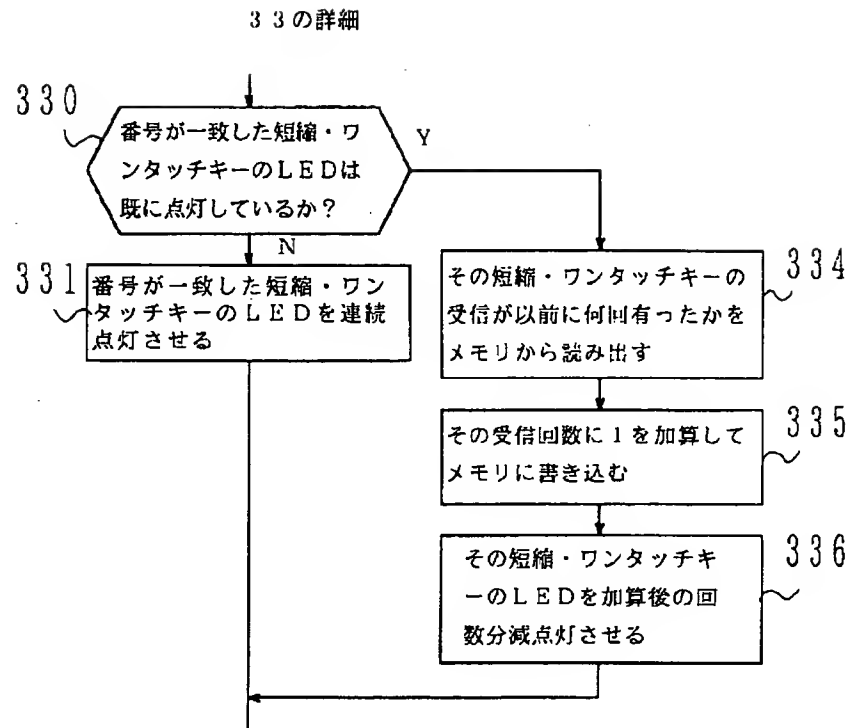 33の詳細
330
番号が一致した短縮・ワ
ンタッチキーのLEDは
既に点灯しているか？
Y
N
331
番号が一致した短縮・ワン
タッチキーのLEDを連続
点灯させる
334
その短縮・ワンタッチキーの
受信が以前に何回有ったかを
メモリから読み出す
335
その受信回数に1を加算して
メモリに書き込む
336
その短縮・ワンタッチキ
ーのLEDを加算後の回
数分減点灯させる